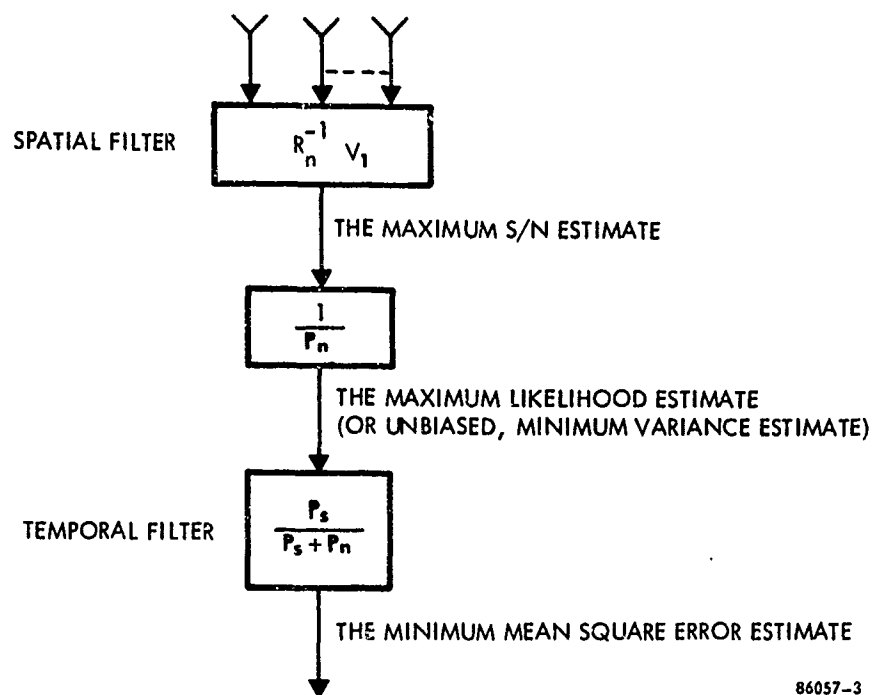 SPATIAL FILTER
R_n^{-1} V_1
THE MAXIMUM S/N ESTIMATE
1
P_n
THE MAXIMUM LIKELIHOOD ESTIMATE
(OR UNBIASED, MINIMUM VARIANCE ESTIMATE)
TEMPORAL FILTER
P_s
P_s + P_n
THE MINIMUM MEAN SQUARE ERROR ESTIMATE
86057-3